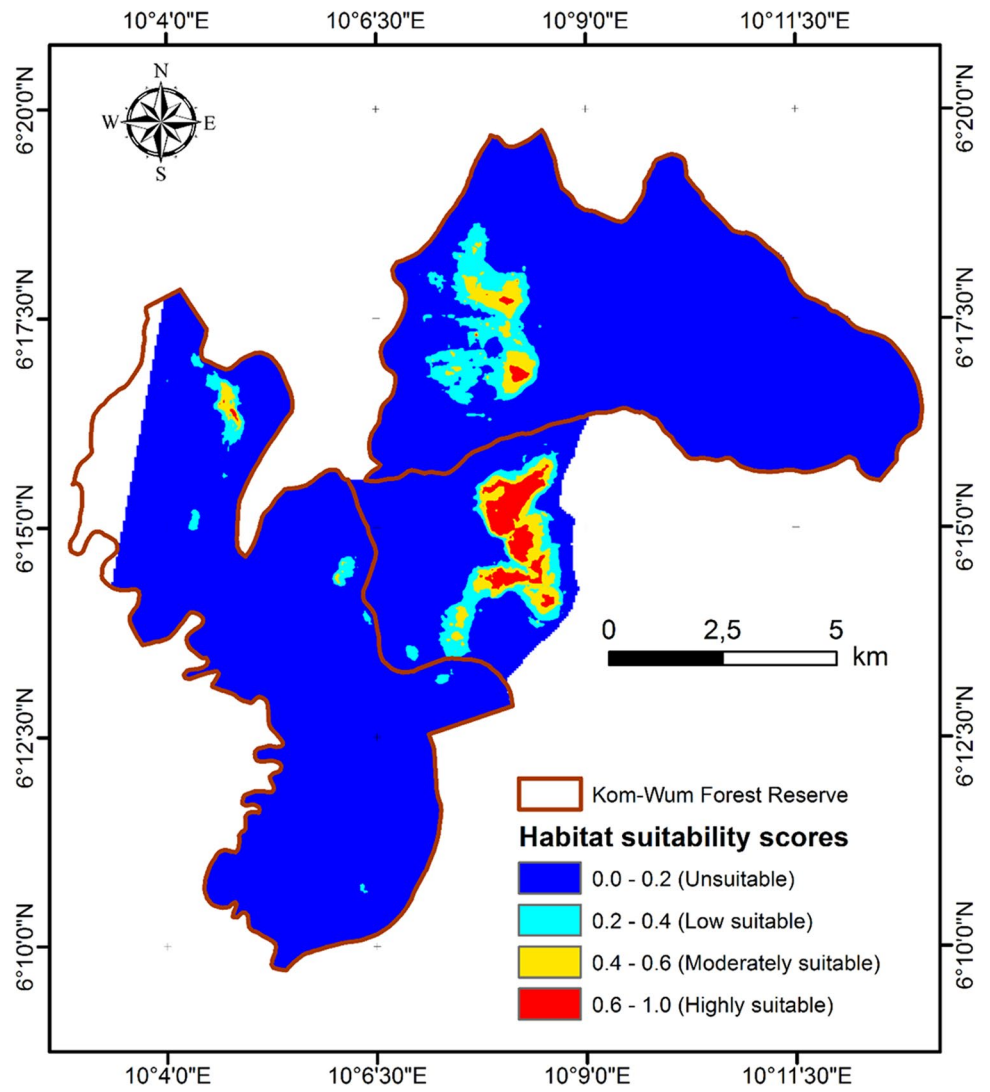 10°4'0"E 10°6'30"E 10°9'0"E 10°11'30"E
6°20'0"N 6°20'0"N
N
W E
S
6°17'30"N 6°17'30"N
6°15'0"N 6°15'0"N
0 2,5 5
km
6°12'30"N 6°12'30"N
Kom-Wum Forest Reserve
Habitat suitability scores
0.0 - 0.2 (Unsuitable)
0.2 - 0.4 (Low suitable)
6°10'0"N 6°10'0"N
0.4 - 0.6 (Moderately suitable)
0.6 - 1.0 (Highly suitable)
10°4'0"E 10°6'30"E 10°9'0"E 10°11'30"E